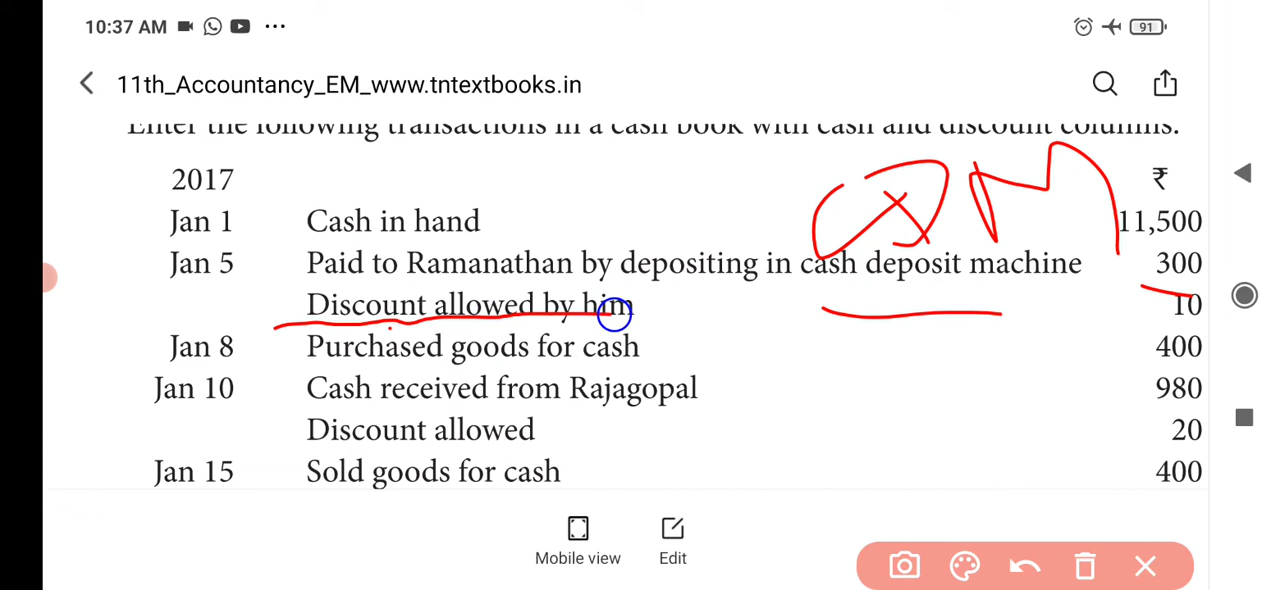 10:37 AM
91
11th_Accountancy_EM_www.tntextbooks.in
Enter the following transactions in a cash book with cash and discount columns.
2017 ₹
Jan 1 Cash in hand 11,500
Jan 5 Paid to Ramanathan by depositing in cash deposit machine 300
Discount allowed by him 10
Jan 8 Purchased goods for cash 400
Jan 10 Cash received from Rajagopal 980
Discount allowed 20
Jan 15 Sold goods for cash 400
Mobile view Edit